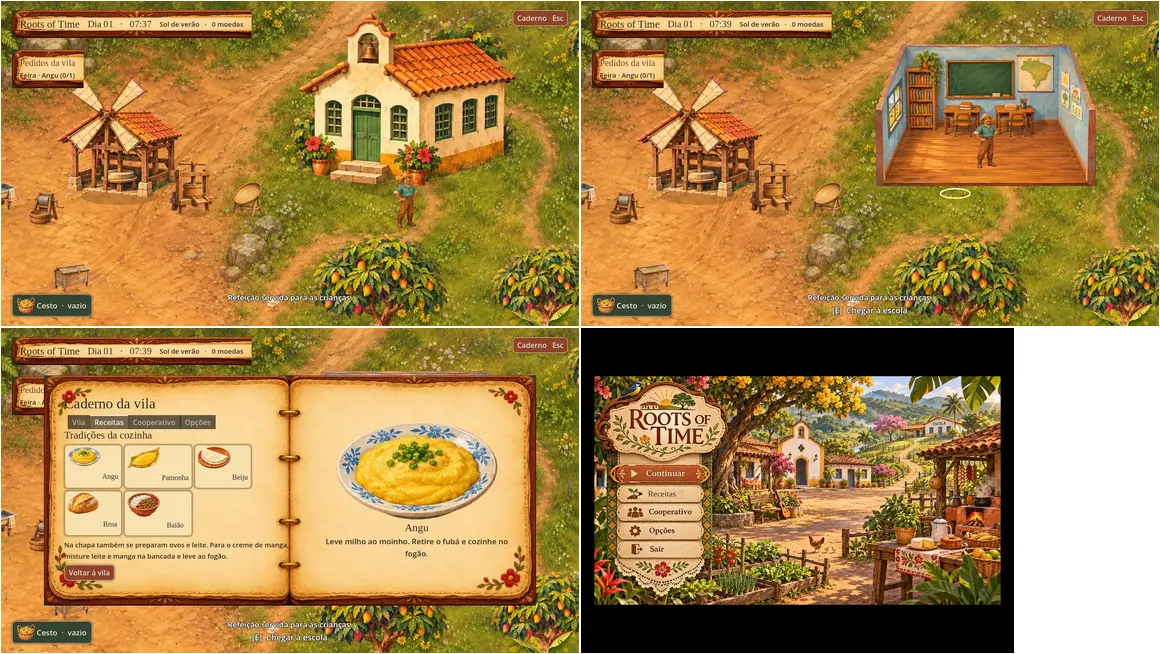 Roots of Time Dia 01 · 07:37 Sol de verão · 0 moedas
Caderno Esc
Pedidos da vila
Feira · Angu (0/1)
Refeição servida para as crianças
Cesto · vazio
Roots of Time Dia 01 · 07:39 Sol de verão · 0 moedas
Caderno Esc
Pedidos da vila
Feira · Angu (0/1)
Refeição servida para as crianças
[E] Chegar à escola
Cesto · vazio
Roots of Time Dia 01 · 07:39 Sol de verão · 0 moedas
Caderno Esc
Caderno da vila
Vila Receitas Cooperativo Opções
Tradições da cozinha
Angu
Pamonha
Beiju
Broa
Baião
Na chapa também se preparam ovos e leite. Para o creme de manga,
misture leite e manga na bancada e leve ao fogão.
Voltar à vila
Angu
Leve milho ao moinho. Retire o fubá e cozinhe no
fogão.
Refeição servida para as crianças
[E] Chegar à escola
Cesto · vazio
ROOTS OF
TIME
Continuar
Receitas
Cooperativo
Opções
Sair